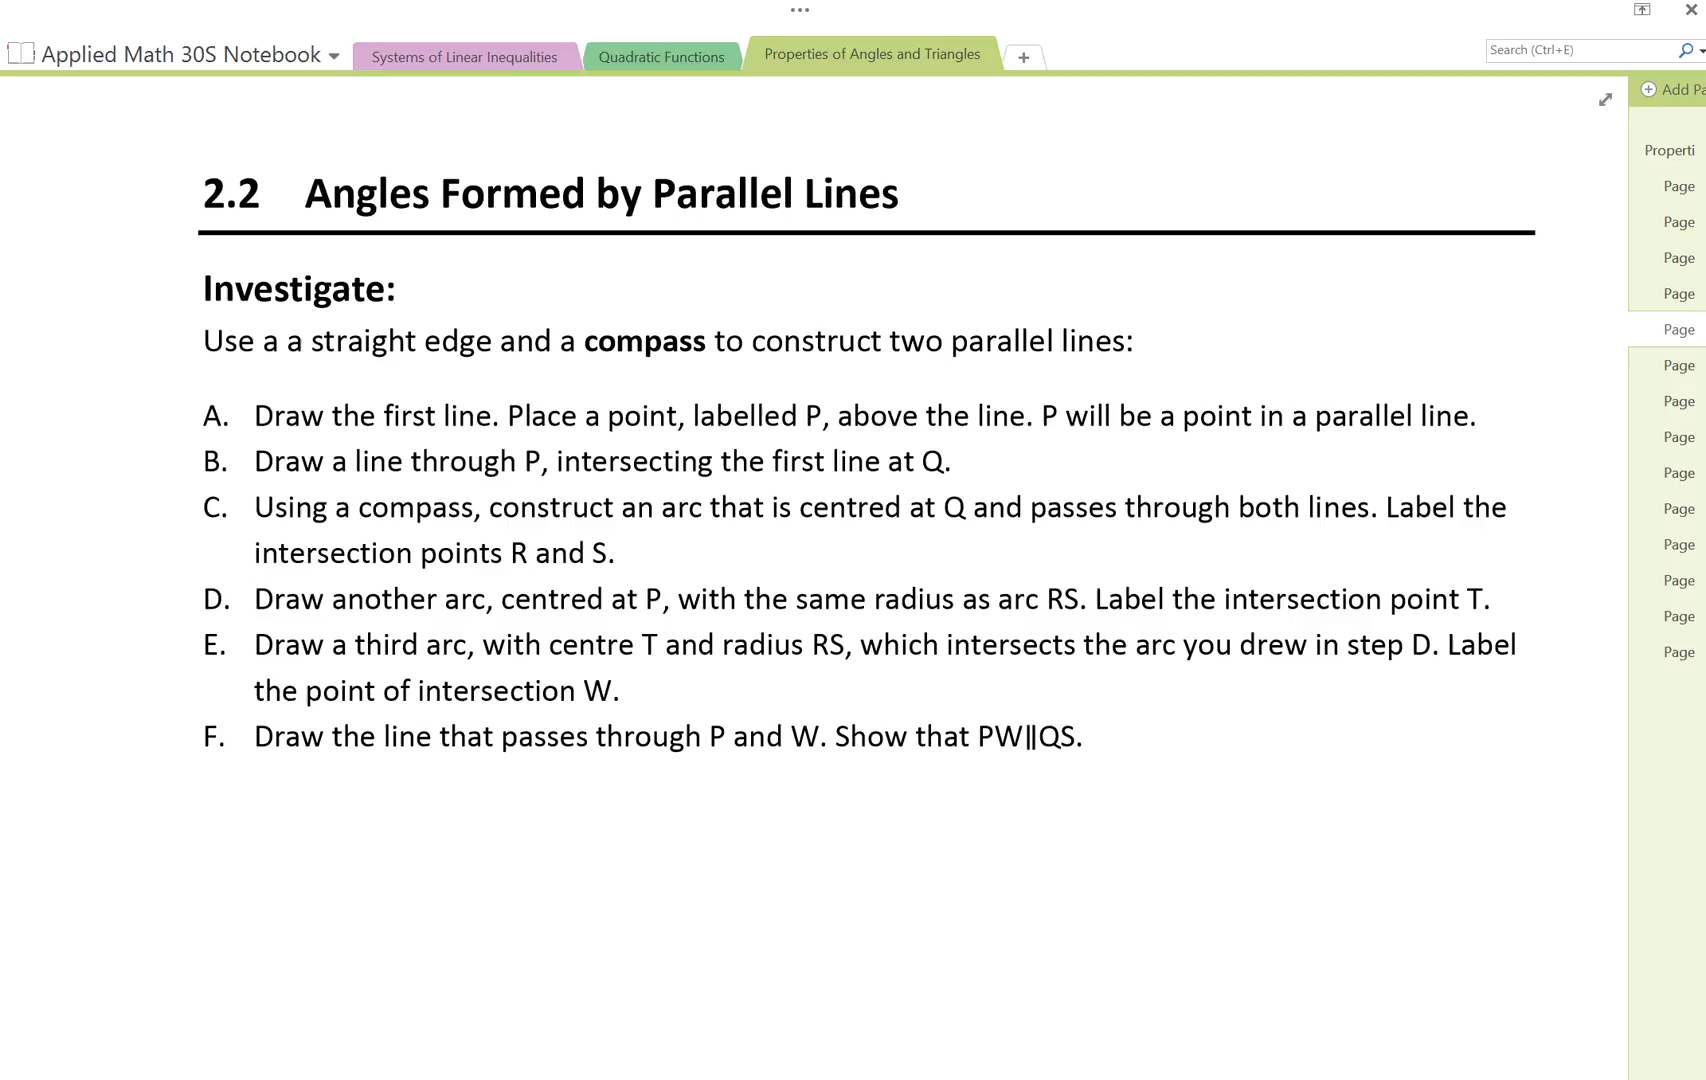 ...
Applied Math 30S Notebook
Systems of Linear Inequalities
Quadratic Functions
Properties of Angles and Triangles
+
Search (Ctrl+E)
Add Pa
2.2 Angles Formed by Parallel Lines
Investigate:
Use a a straight edge and a compass to construct two parallel lines:
A. Draw the first line. Place a point, labelled P, above the line. P will be a point in a parallel line.
B. Draw a line through P, intersecting the first line at Q.
C. Using a compass, construct an arc that is centred at Q and passes through both lines. Label the
intersection points R and S.
D. Draw another arc, centred at P, with the same radius as arc RS. Label the intersection point T.
E. Draw a third arc, with centre T and radius RS, which intersects the arc you drew in step D. Label
the point of intersection W.
F. Draw the line that passes through P and W. Show that PW∥QS.
Properti
Page
Page
Page
Page
Page
Page
Page
Page
Page
Page
Page
Page
Page
Page